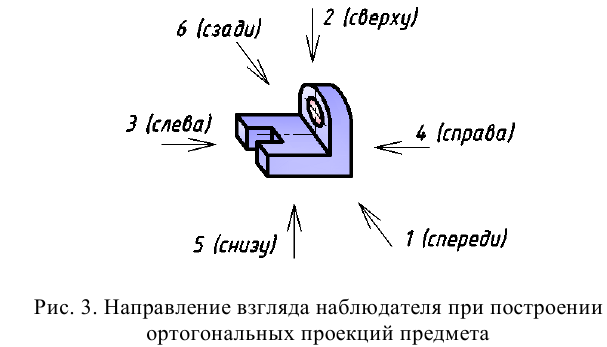 2 (сверху)
6 (сзади)
3 (слева)
4 (справа)
5 (снизу)
1 (спереди)
Рис. 3. Направление взгляда наблюдателя при построении
ортогональных проекций предмета